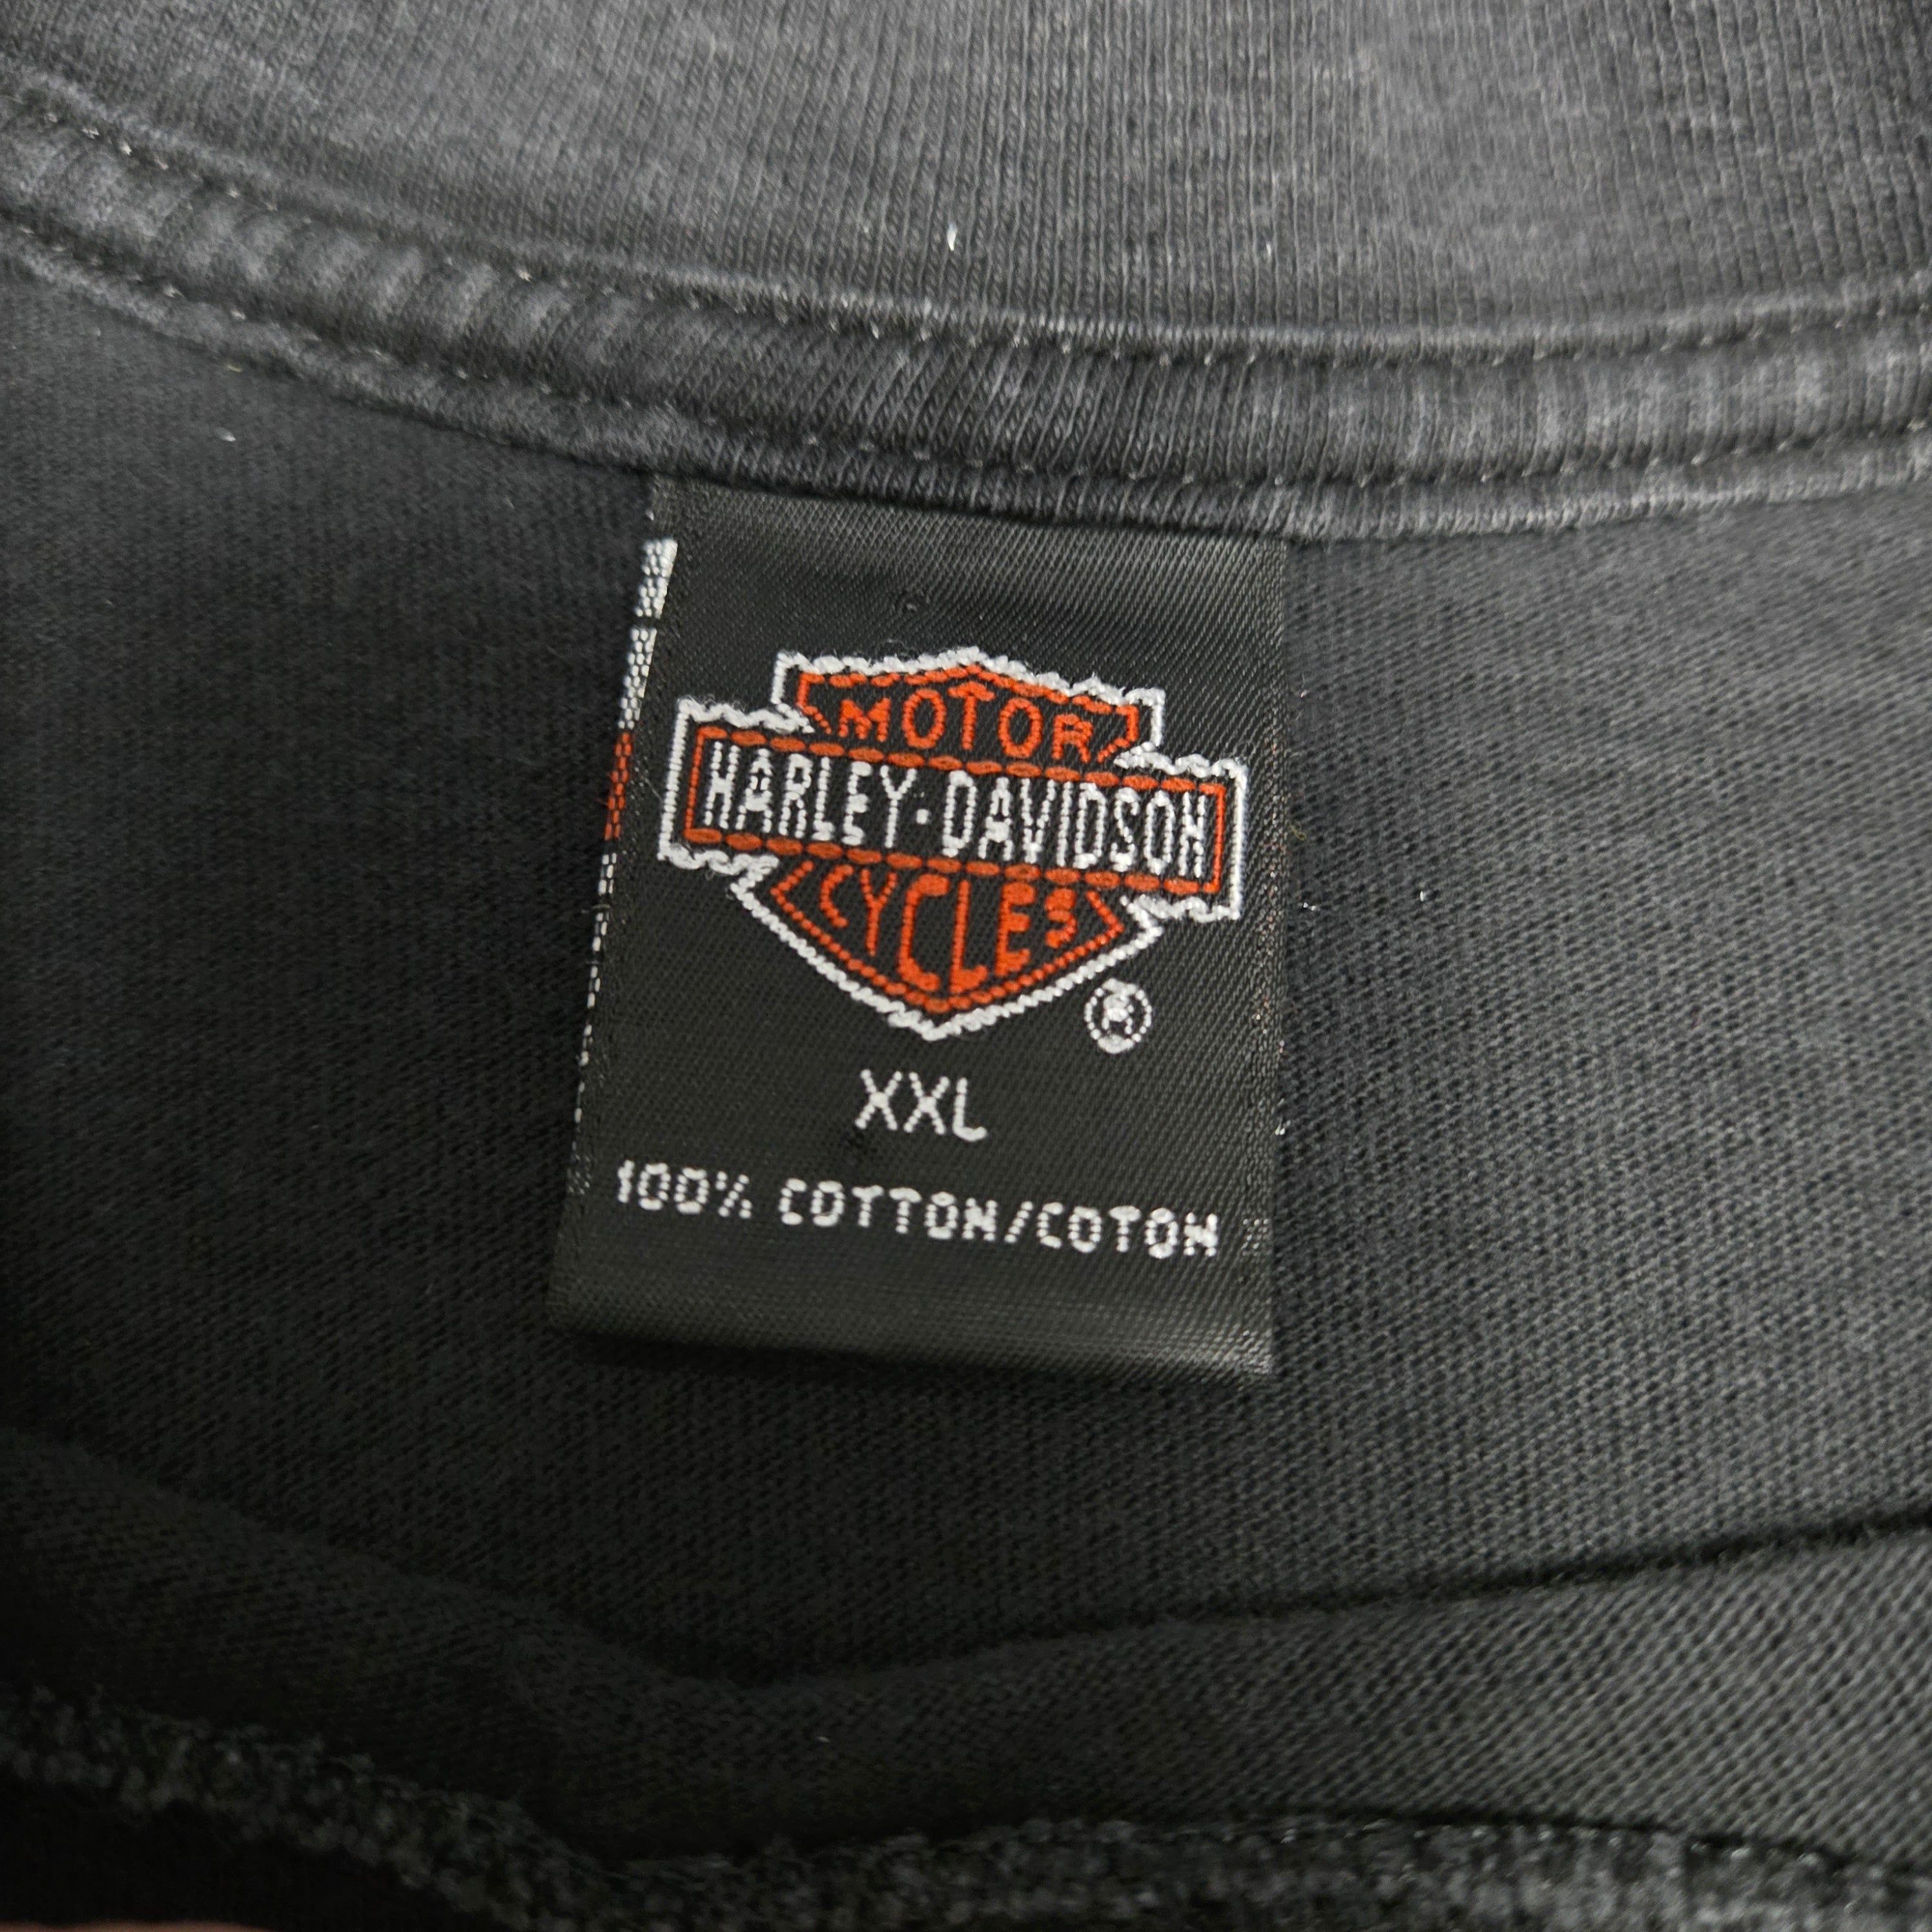 MOTOR
HARLEY-DAVIDSON
CYCLES
®
XXL
100% COTTON/COTON